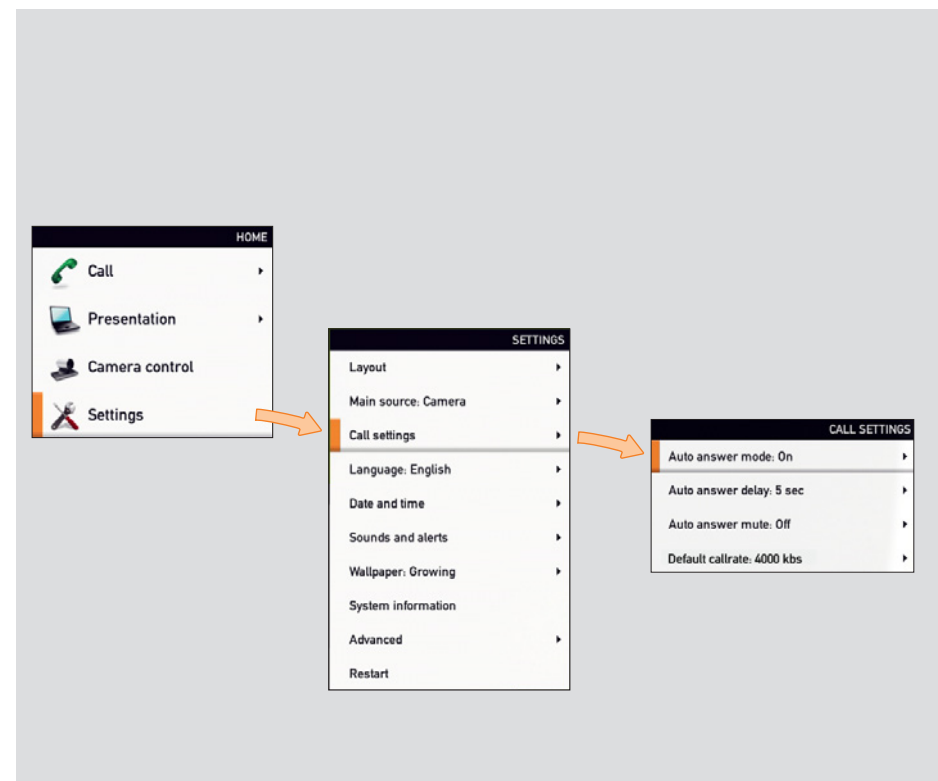 HOME
Call
Presentation
Camera control
Settings
SETTINGS
Layout
Main source: Camera
Call settings
Language: English
Date and time
Sounds and alerts
Wallpaper: Growing
System information
Advanced
Restart
CALL SETTINGS
Auto answer mode: On
Auto answer delay: 5 sec
Auto answer mute: Off
Default callrate: 4000 kbs